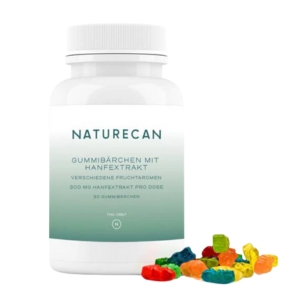 NATURECAN
GUMMIBÄRCHEN MIT
HANFEXTRAKT
VERSCHIEDENE FRUCHTAROMEN
300 MG HANFEXTRAKT PRO DOSE
30 GUMMIBÄRCHEN